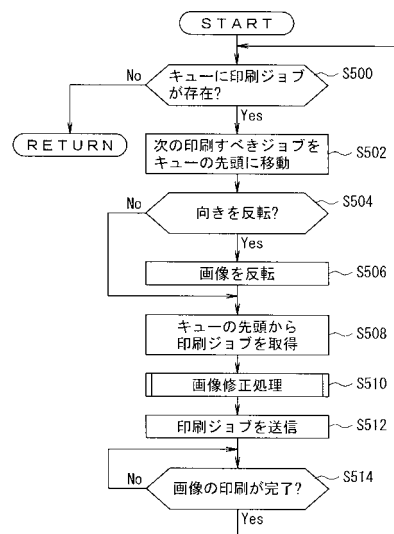 START
No
キューに印刷ジョブ
が存在?
S500
Yes
RETURN
次の印刷すべきジョブを
キューの先頭に移動
S502
No
向きを反転?
S504
Yes
画像を反転
S506
キューの先頭から
印刷ジョブを取得
S508
画像修正処理
S510
印刷ジョブを送信
S512
No
画像の印刷が完了?
S514
Yes